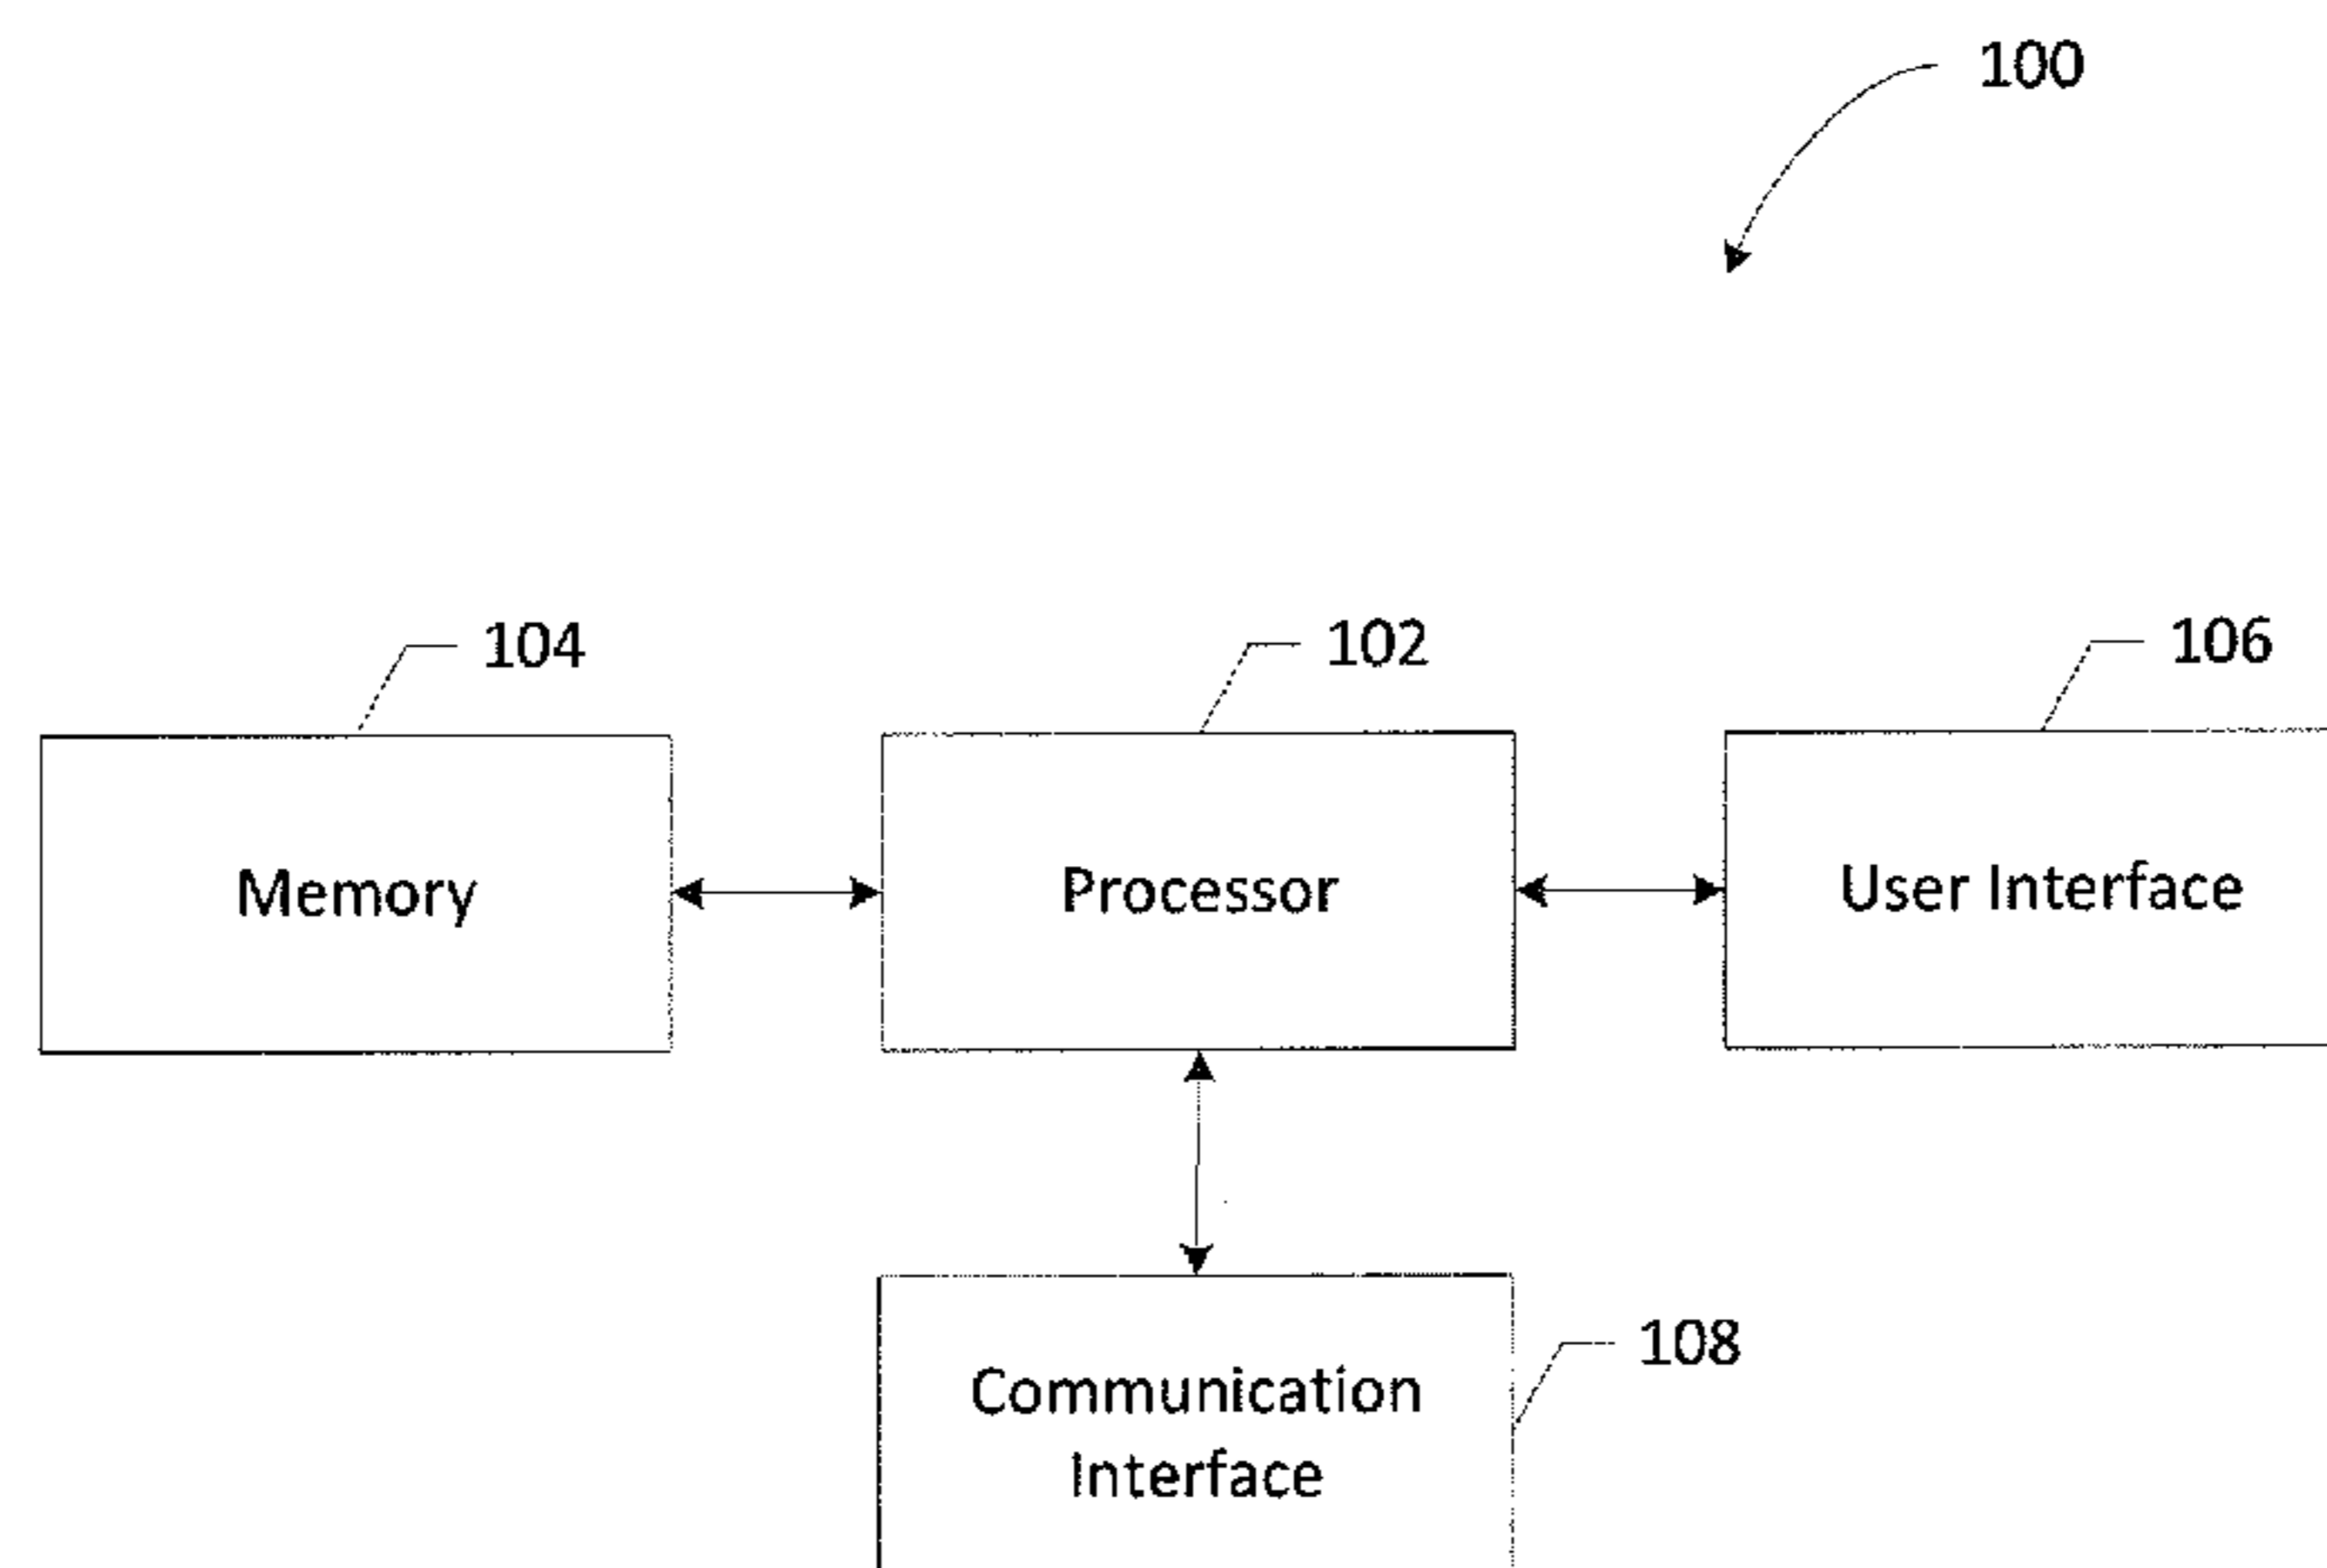 100
104
102
106
Memory
Processor
User Interface
108
Communication
Interface